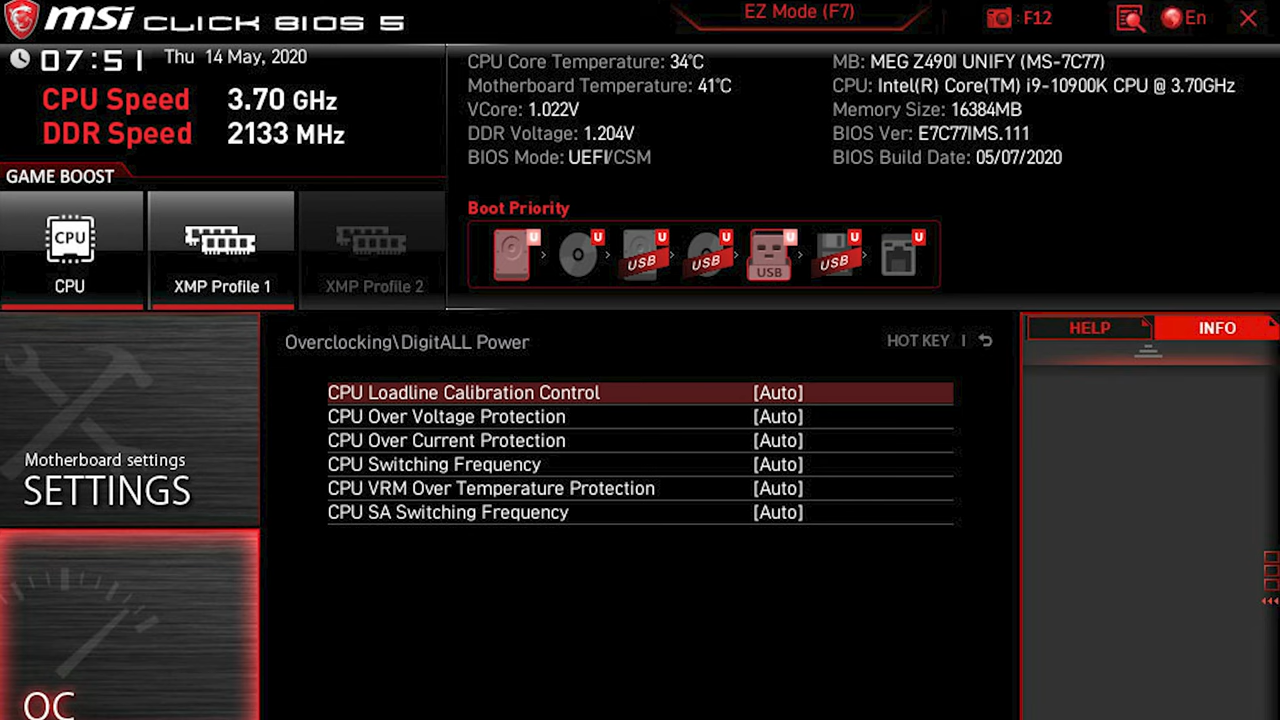 msi CLICK BIOS 5
EZ Mode (F7)
: F12
En
07:51 Thu 14 May, 2020
CPU Speed 3.70 GHz
DDR Speed 2133 MHz
CPU Core Temperature: 34°C
Motherboard Temperature: 41°C
VCore: 1.022V
DDR Voltage: 1.204V
BIOS Mode: UEFI/CSM
MB: MEG Z490I UNIFY (MS-7C77)
CPU: Intel(R) Core(TM) i9-10900K CPU @ 3.70GHz
Memory Size: 16384MB
BIOS Ver: E7C77IMS.111
BIOS Build Date: 05/07/2020
GAME BOOST
CPU
CPU
XMP Profile 1
XMP Profile 2
Boot Priority
U U U U U U U
USB USB USB USB
Motherboard settings
SETTINGS
OC
Overclocking\DigitALL Power
HOT KEY |
CPU Loadline Calibration Control [Auto]
CPU Over Voltage Protection [Auto]
CPU Over Current Protection [Auto]
CPU Switching Frequency [Auto]
CPU VRM Over Temperature Protection [Auto]
CPU SA Switching Frequency [Auto]
HELP
INFO